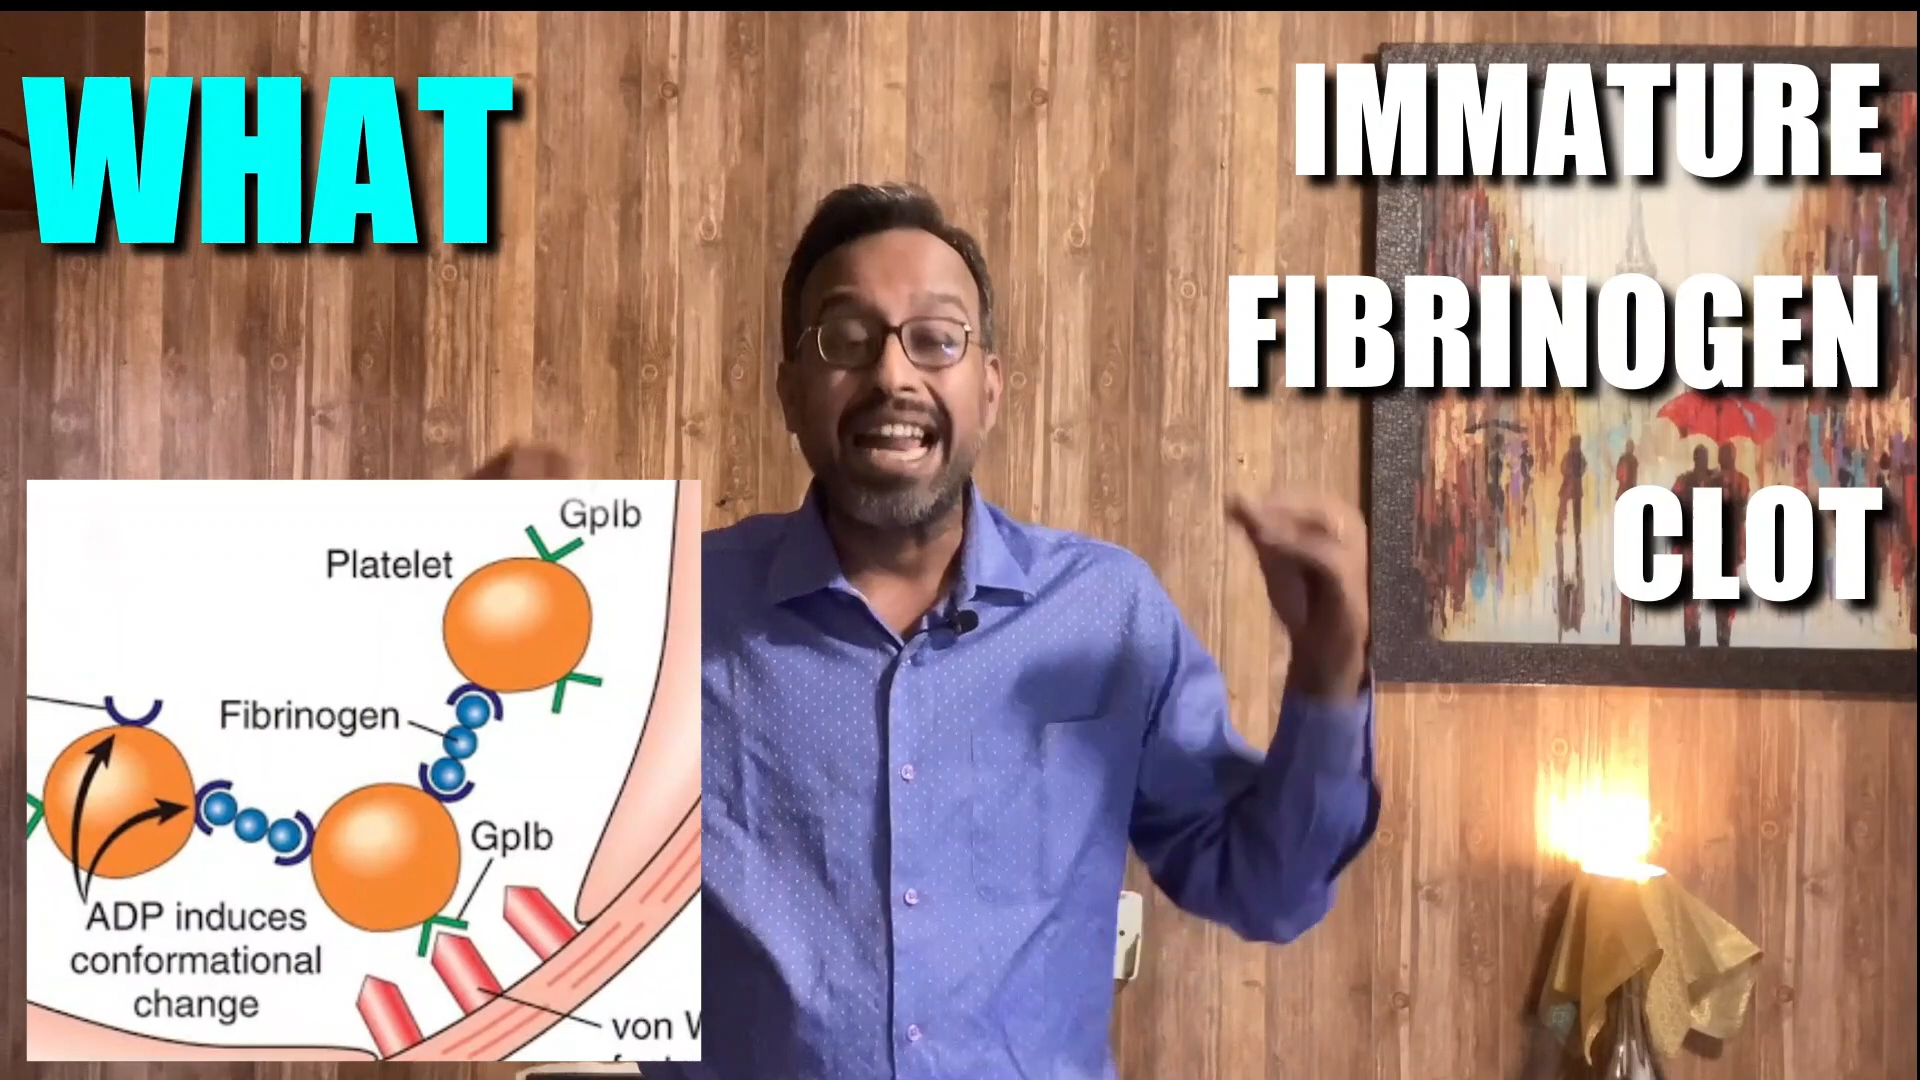 WHAT
IMMATURE
FIBRINOGEN
CLOT
GpIb
Platelet
Fibrinogen
GpIb
ADP induces
conformational
change
von